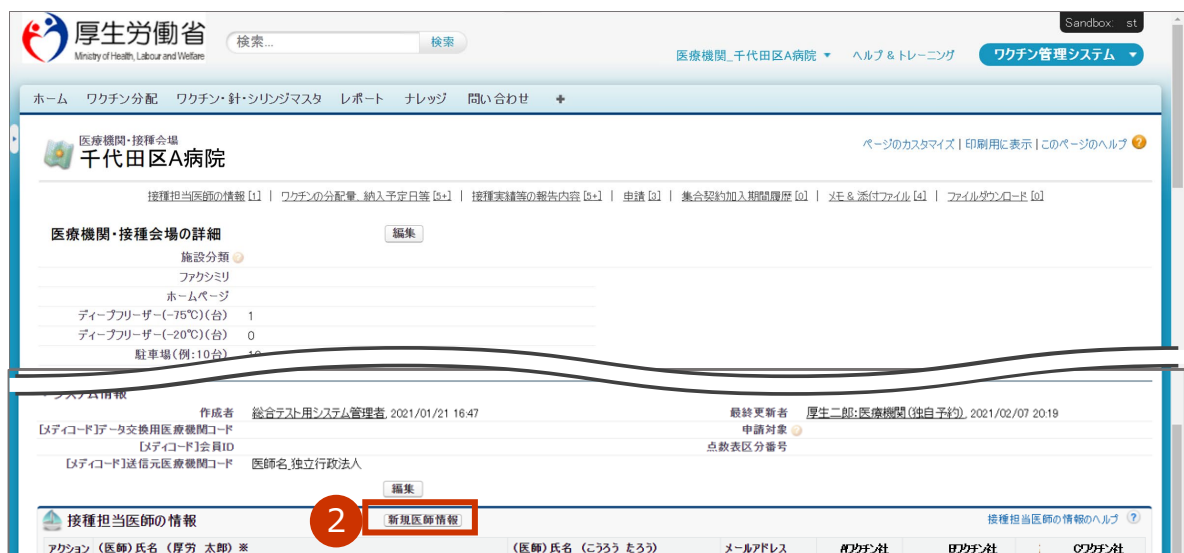 Sandbox: st
厚生労働省
Ministry of Health, Labour and Welfare
検索... 検索
医療機関_千代田区A病院 ▼ ヘルプ & トレーニング ワクチン管理システム ▼
ホーム ワクチン分配 ワクチン・針・シリンジマスタ レポート ナレッジ 問い合わせ +
医療機関・接種会場
千代田区A病院
ページのカスタマイズ | 印刷用に表示 | このページのヘルプ ?
接種担当医師の情報 [1] | ワクチンの分配量、納入予定日等 [5+] | 接種実績等の報告内容 [5+] | 申請 [3] | 集合契約加入期間履歴 [0] | メモ & 添付ファイル [4] | ファイルダウンロード [0]
医療機関・接種会場の詳細 編集
施設分類 ?
ファクシミリ
ホームページ
ディープフリーザー(-75℃)(台) 1
ディープフリーザー(-20℃)(台) 0
駐車場(例:10台)
システム情報
作成者 総合テスト用システム管理者, 2021/01/21 16:47 最終更新者 厚生二郎:医療機関(独自予約), 2021/02/07 20:19
[メディコード]データ交換用医療機関コード 申請対象 ?
[メディコード]会員ID 点数表区分番号
[メディコード]送信元医療機関コード 医師名_独立行政法人
編集
接種担当医師の情報 2 新規医師情報 接種担当医師の情報のヘルプ ?
アクション (医師)氏名 (厚労 太郎) ※ (医師)氏名 (こうろう たろう) メールアドレス A ワクチン社 B ワクチン社 C ワクチン社